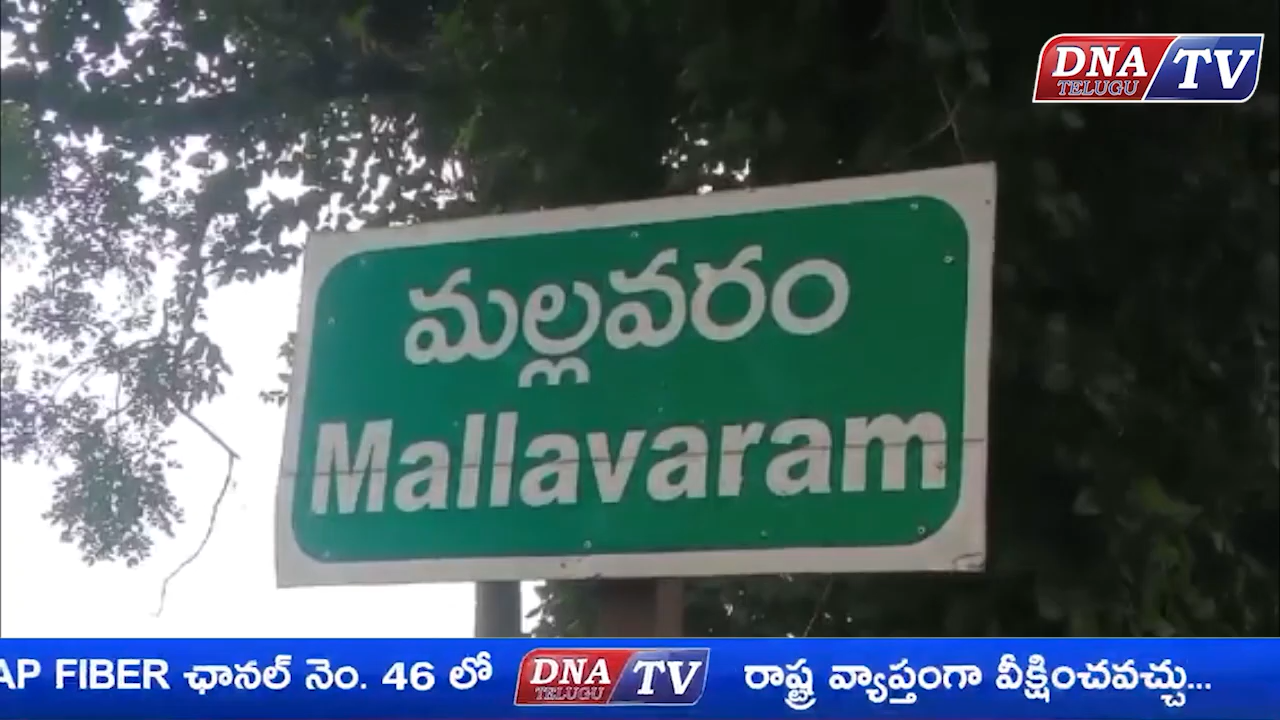 DNA TV
TELUGU
మల్లవరం
Mallavaram
AP FIBER ఛానల్ నెం. 46 లో DNA TELUGU TV రాష్ట్ర వ్యాప్తంగా వీక్షించవచ్చు...